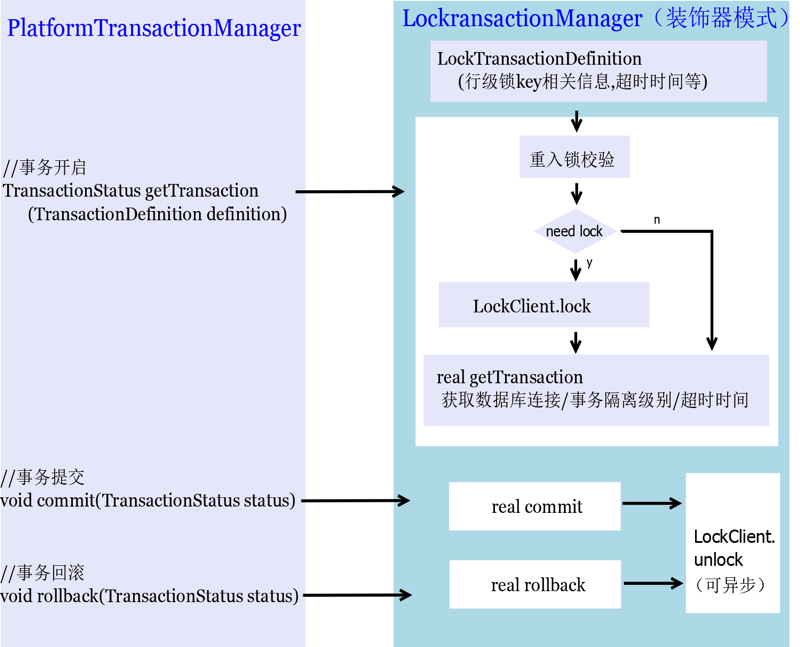 PlatformTransactionManager
//事务开启
TransactionStatus getTransaction
(TransactionDefinition definition)
//事务提交
void commit(TransactionStatus status)
//事务回滚
void rollback(TransactionStatus status)
LockransactionManager（装饰器模式）
LockTransactionDefinition
(行级锁key相关信息,超时时间等)
重入锁校验
need lock
n
y
LockClient.lock
real getTransaction
获取数据库连接/事务隔离级别/超时时间
real commit
real rollback
LockClient.
unlock
（可异步）